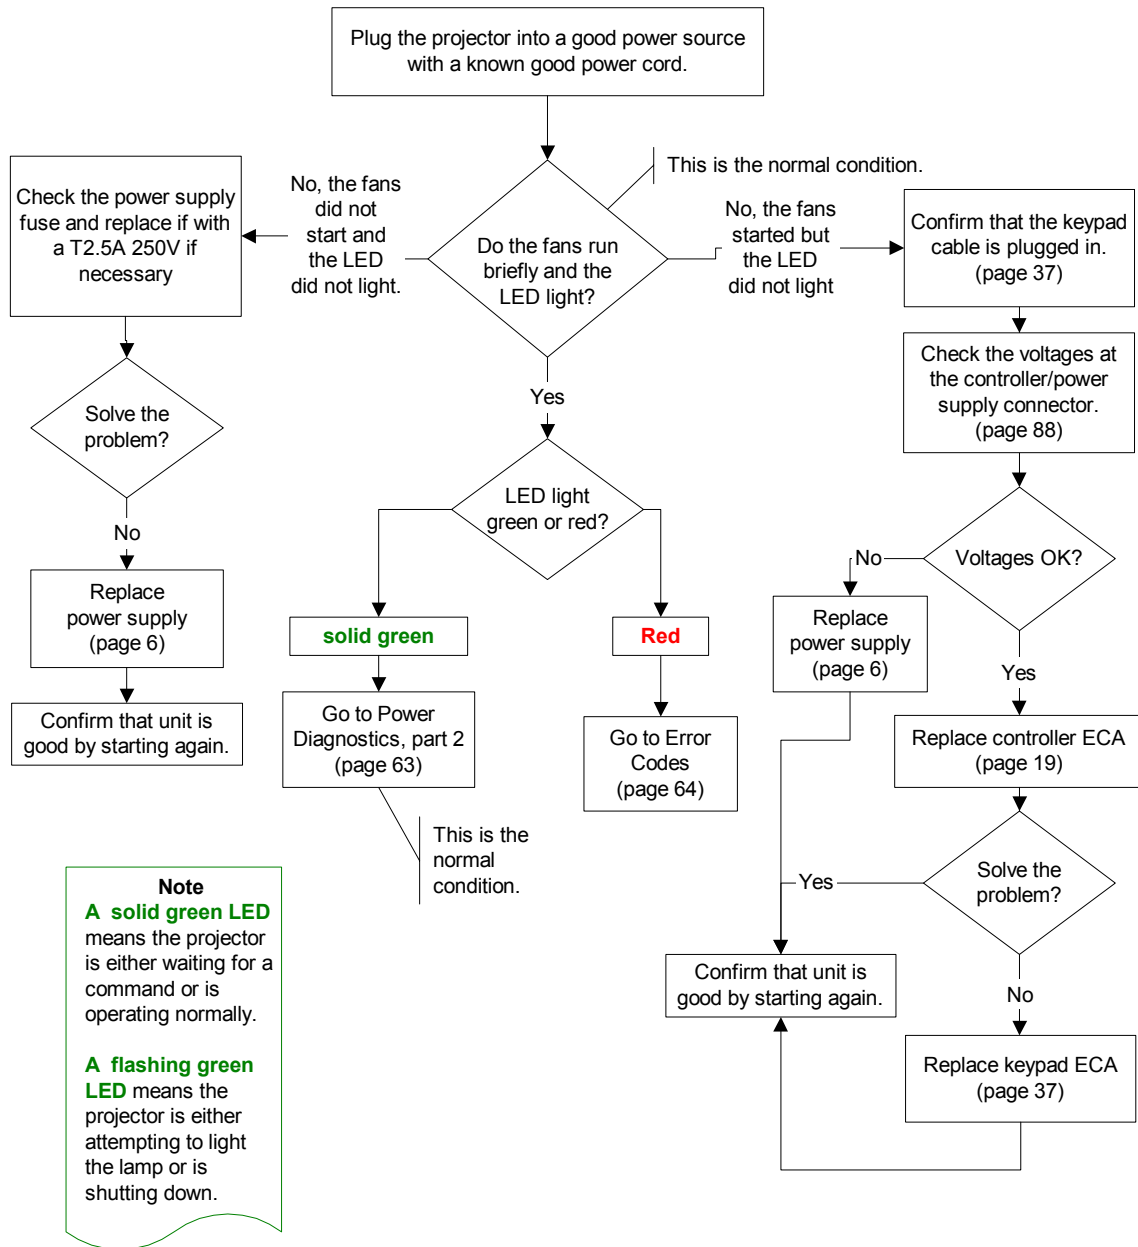 Plug the projector into a good power source
with a known good power cord.
This is the normal condition.
Check the power supply
fuse and replace if with
a T2.5A 250V if
necessary
No, the fans
did not
start and
the LED
did not light.
Do the fans run
briefly and the
LED light?
No, the fans
started but
the LED
did not light
Confirm that the keypad
cable is plugged in.
(page 37)
Check the voltages at
the controller/power
supply connector.
(page 88)
Solve the
problem?
Yes
LED light
green or red?
No
Voltages OK?
No
Replace
power supply
(page 6)
solid green
Red
Replace
power supply
(page 6)
Yes
Confirm that unit is
good by starting again.
Go to Power
Diagnostics, part 2
(page 63)
Go to Error
Codes
(page 64)
Replace controller ECA
(page 19)
This is the
normal
condition.
Solve the
problem?
Yes
Confirm that unit is
good by starting again.
No
Replace keypad ECA
(page 37)
Note
A solid green LED
means the projector
is either waiting for a
command or is
operating normally.
A flashing green
LED means the
projector is either
attempting to light
the lamp or is
shutting down.